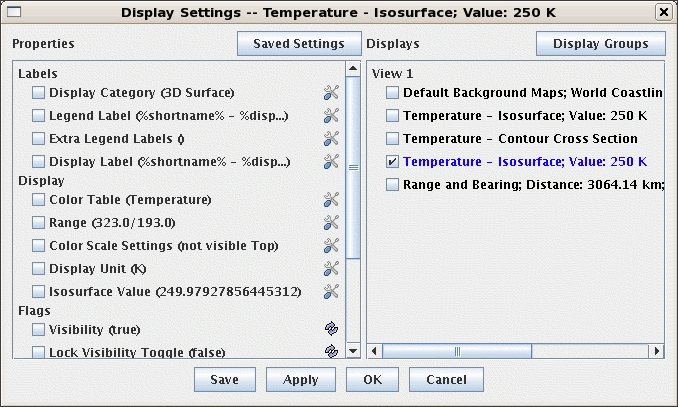 Display Settings -- Temperature - Isosurface; Value: 250 K
Properties
Saved Settings
Displays
Display Groups
Labels
Display Category (3D Surface)
Legend Label (%shortname% - %disp...)
Extra Legend Labels ()
Display Label (%shortname% - %disp...)
Display
Color Table (Temperature)
Range (323.0/193.0)
Color Scale Settings (not visible Top)
Display Unit (K)
Isosurface Value (249.97927856445312)
Flags
Visibility (true)
Lock Visibility Toggle (false)
View 1
Default Background Maps; World Coastlin
Temperature - Isosurface; Value: 250 K
Temperature - Contour Cross Section
Temperature - Isosurface; Value: 250 K
Range and Bearing; Distance: 3064.14 km;
Save
Apply
OK
Cancel